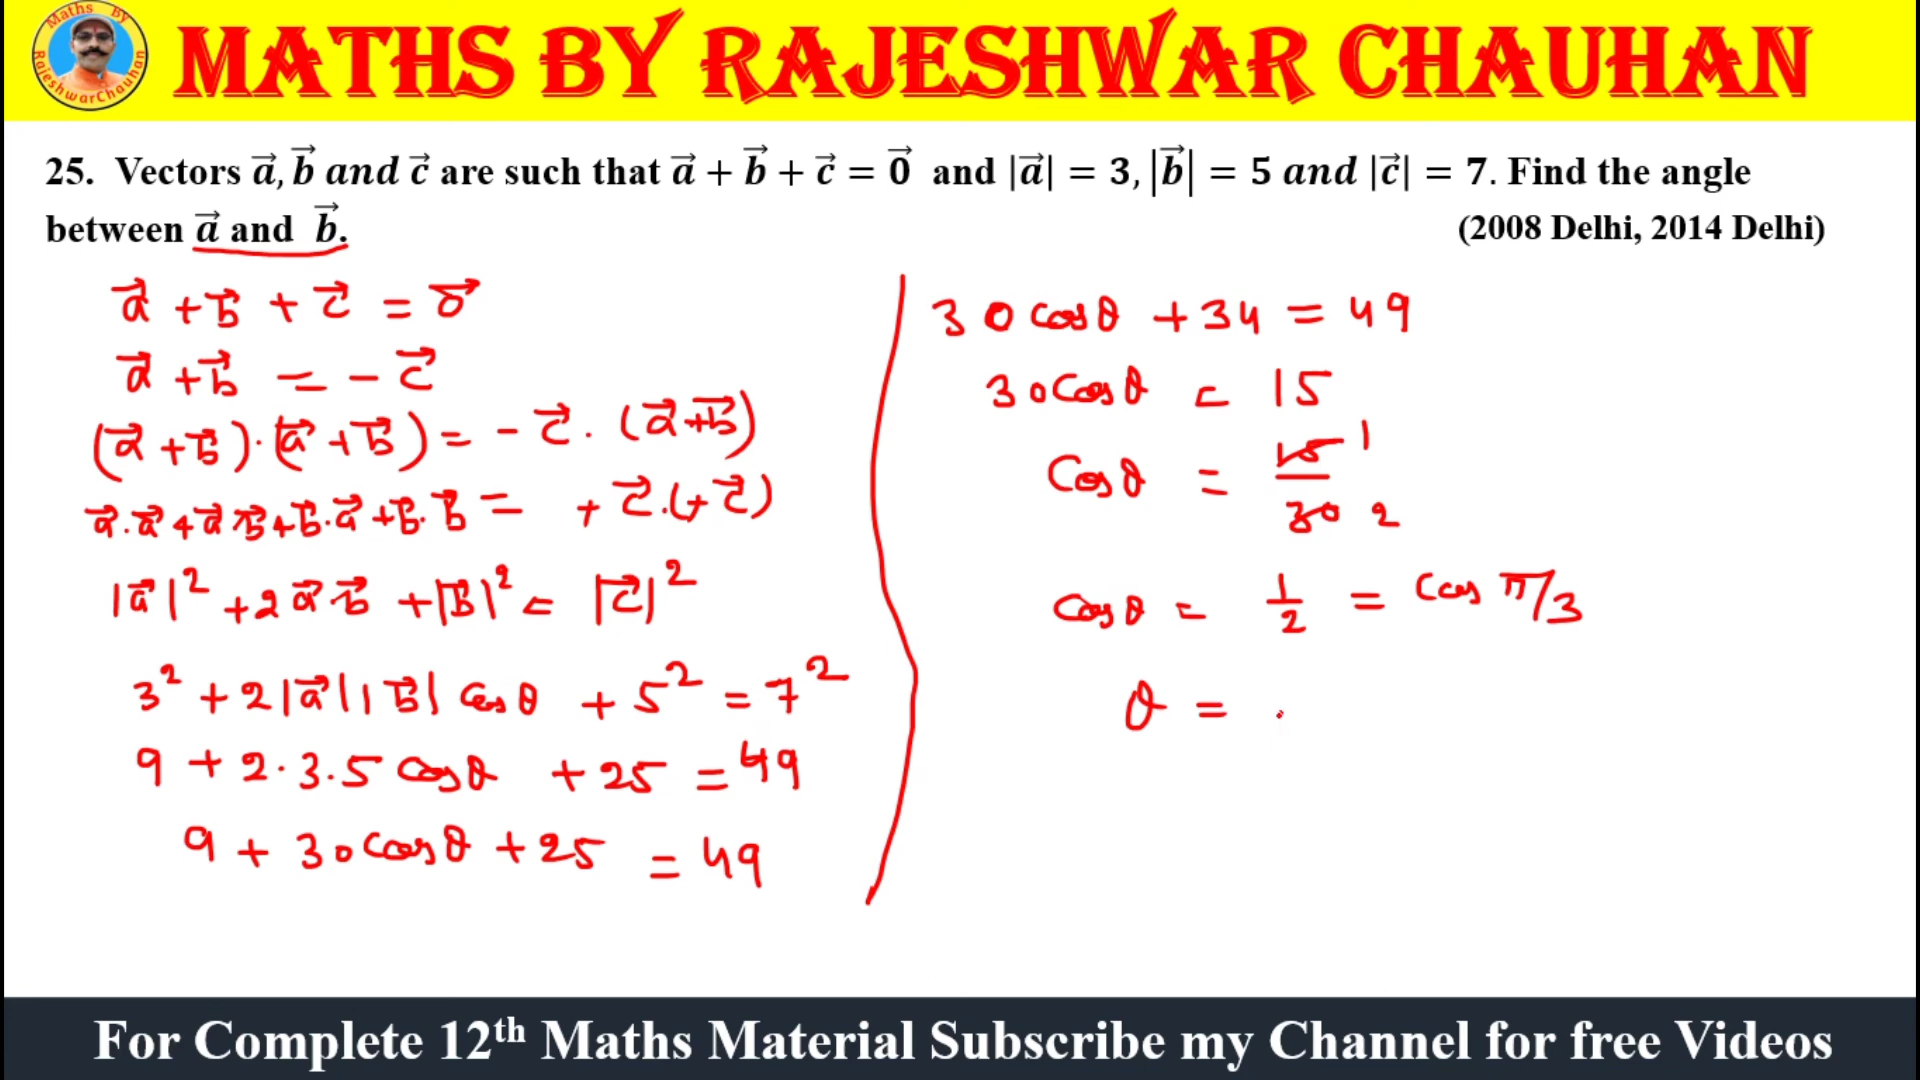 Maths By
RajeshwarChauhan
MATHS BY RAJESHWAR CHAUHAN
25. Vectors a⃗, b⃗ and c⃗ are such that a⃗ + b⃗ + c⃗ = 0⃗ and |a⃗| = 3, |b⃗| = 5 and |c⃗| = 7. Find the angle
between a⃗ and b⃗. (2008 Delhi, 2014 Delhi)
a⃗ + b⃗ + c⃗ = 0⃗
a⃗ + b⃗ = - c⃗
(a⃗ + b⃗)·(a⃗ + b⃗) = - c⃗ . (a⃗ + b⃗)
a⃗.a⃗ + a⃗.b⃗ + b⃗.a⃗ + b⃗.b⃗ = + c⃗.(+ c⃗)
|a⃗|² + 2a⃗.b⃗ + |b⃗|² = |c⃗|²
3² + 2|a⃗||b⃗| cosθ + 5² = 7²
9 + 2·3·5 cosθ + 25 = 49
9 + 30cosθ + 25 = 49
30cosθ + 34 = 49
30cosθ = 15
cosθ = 15 1
30 2
cosθ = 1/2 = cos π/3
θ = .
For Complete 12th Maths Material Subscribe my Channel for free Videos